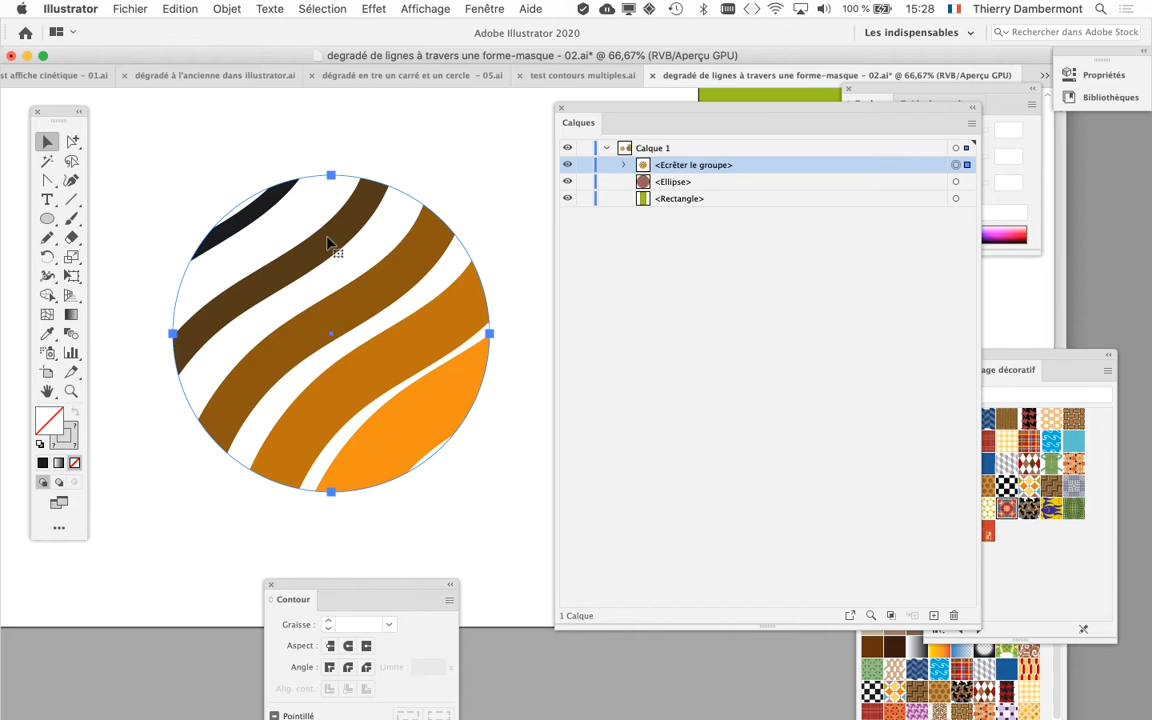 Illustrator Fichier Edition Objet Texte Sélection Effet Affichage Fenêtre Aide 100 % 15:28 Thierry Dambermont
Adobe Illustrator 2020
Les indispensables
Rechercher dans Adobe Stock
degradé de lignes à travers une forme-masque - 02.ai* @ 66,67% (RVB/Aperçu GPU)
st affiche cinétique - 01.ai
dégradé à l'ancienne dans illustrator.ai
dégradé en tre un carré et un cercle - 05.ai
test contours multiples.ai
degradé de lignes à travers une forme-masque - 02.ai* @ 66,67% (RVB/Aperçu GPU)
Propriétés
Bibliothèques
Calques
Calque 1
<Ecrêter le groupe>
<Ellipse>
<Rectangle>
age décoratif
1 Calque
Contour
Graisse :
Aspect :
Angle :
Limite :
Alig. cont. :
Pointillé